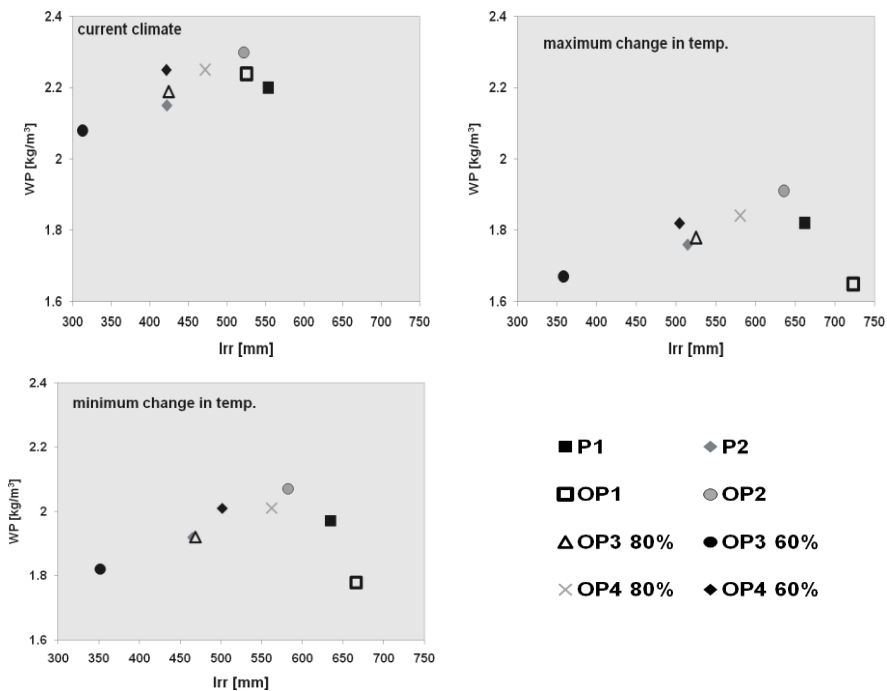 current climate
2.4
2.2
2
1.8
1.6
WP [kg/m³]
300 350 400 450 500 550 600 650 700 750
Irr [mm]
maximum change in temp.
2.4
2.2
2
1.8
1.6
WP [kg/m³]
300 350 400 450 500 550 600 650 700 750
Irr [mm]
minimum change in temp.
2.4
2.2
2
1.8
1.6
WP [kg/m³]
300 350 400 450 500 550 600 650 700 750
Irr [mm]
P1 P2
OP1 OP2
OP3 80% OP3 60%
OP4 80% OP4 60%